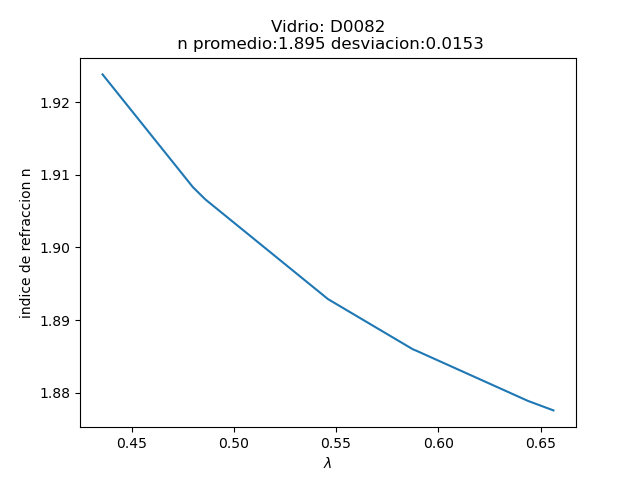 Vidrio: D0082
n promedio:1.895 desviacion:0.0153
indice de refraccion n
1.92
1.91
1.90
1.89
1.88
0.45 0.50 0.55 0.60 0.65
λ